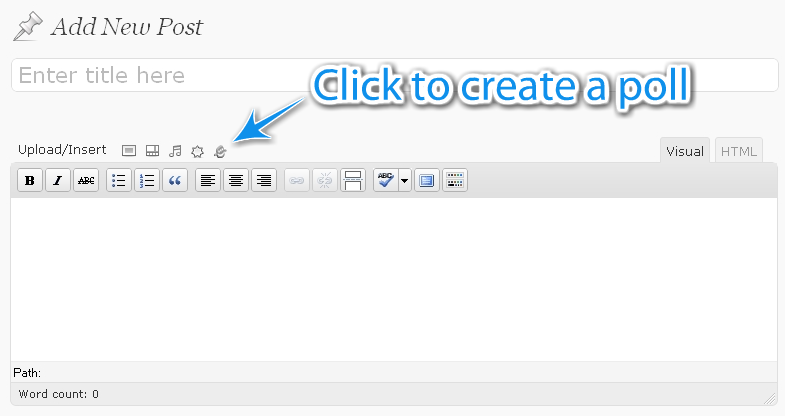 Add New Post
Enter title here
Click to create a poll
Upload/Insert
Visual HTML
B I ABC ABC
Path:
Word count: 0